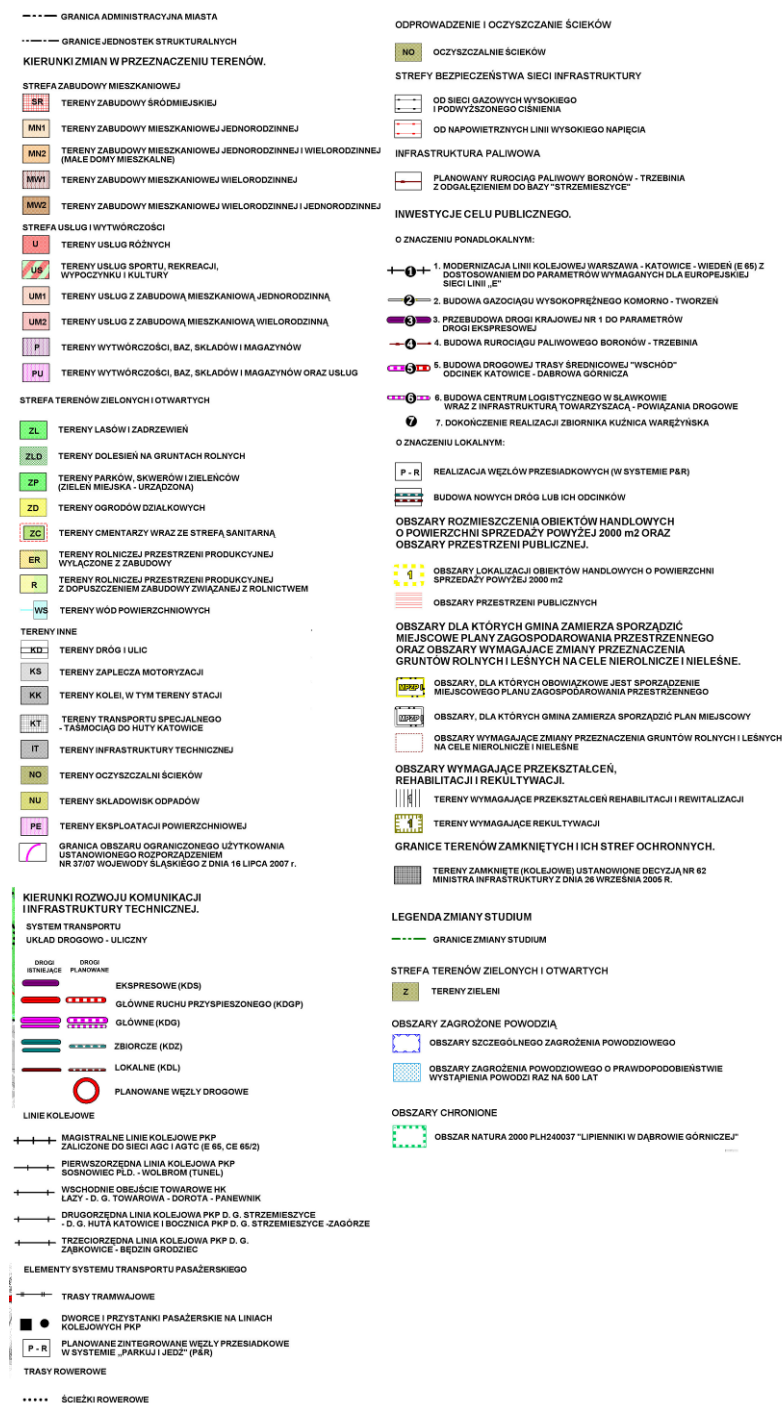 GRANICA ADMINISTRACYJNA MIASTA
GRANICE JEDNOSTEK STRUKTURALNYCH
KIERUNKI ZMIAN W PRZEZNACZENIU TERENÓW.
STREFA ZABUDOWY MIESZKANIOWEJ
SR TERENY ZABUDOWY ŚRÓDMIEJSKIEJ
MN1 TERENY ZABUDOWY MIESZKANIOWEJ JEDNORODZINNEJ
MN2 TERENY ZABUDOWY MIESZKANIOWEJ JEDNORODZINNEJ I WIELORODZINNEJ
(MAŁE DOMY MIESZKALNE)
MW1 TERENY ZABUDOWY MIESZKANIOWEJ WIELORODZINNEJ
MW2 TERENY ZABUDOWY MIESZKANIOWEJ WIELORODZINNEJ I JEDNORODZINNEJ
STREFA USŁUG I WYTWÓRCZOŚCI
U TERENY USŁUG RÓŻNYCH
US TERENY USŁUG SPORTU, REKREACJI,
WYPOCZYNKU I KULTURY
UM1 TERENY USŁUG Z ZABUDOWĄ MIESZKANIOWĄ JEDNORODZINNĄ
UM2 TERENY USŁUG Z ZABUDOWĄ MIESZKANIOWĄ WIELORODZINNĄ
P TERENY WYTWÓRCZOŚCI, BAZ, SKŁADÓW I MAGAZYNÓW
PU TERENY WYTWÓRCZOŚCI, BAZ, SKŁADÓW I MAGAZYNÓW ORAZ USŁUG
STREFA TERENÓW ZIELONYCH I OTWARTYCH
ZL TERENY LASÓW I ZADRZEWIEŃ
ZLD TERENY DOLESIEŃ NA GRUNTACH ROLNYCH
ZP TERENY PARKÓW, SKWERÓW I ZIELEŃCÓW
(ZIELEŃ MIEJSKA - URZĄDZONA)
ZD TERENY OGRODÓW DZIAŁKOWYCH
ZC TERENY CMENTARZY WRAZ ZE STREFĄ SANITARNĄ
ER TERENY ROLNICZEJ PRZESTRZENI PRODUKCYJNEJ
WYŁĄCZONE Z ZABUDOWY
R TERENY ROLNICZEJ PRZESTRZENI PRODUKCYJNEJ
Z DOPUSZCZENIEM ZABUDOWY ZWIĄZANEJ Z ROLNICTWEM
WS TERENY WÓD POWIERZCHNIOWYCH
TERENY INNE
KD TERENY DRÓG I ULIC
KS TERENY ZAPLECZA MOTORYZACJI
KK TERENY KOLEI, W TYM TERENY STACJI
KT TERENY TRANSPORTU SPECJALNEGO
- TAŚMOCIĄG DO HUTY KATOWICE
IT TERENY INFRASTRUKTURY TECHNICZNEJ
NO TERENY OCZYSZCZALNI ŚCIEKÓW
NU TERENY SKŁADOWISK ODPADÓW
PE TERENY EKSPLOATACJI POWIERZCHNIOWEJ
GRANICA OBSZARU OGRANICZONEGO UŻYTKOWANIA
USTANOWIONEGO ROZPORZĄDZENIEM
NR 37/07 WOJEWODY ŚLĄSKIEGO Z DNIA 16 LIPCA 2007 r.
KIERUNKI ROZWOJU KOMUNIKACJI
I INFRASTRUKTURY TECHNICZNEJ.
SYSTEM TRANSPORTU
UKŁAD DROGOWO - ULICZNY
DROGI ISTNIEJĄCE DROGI PLANOWANE
EKSPRESOWE (KDS)
GŁÓWNE RUCHU PRZYSPIESZONEGO (KDGP)
GŁÓWNE (KDG)
ZBIORCZE (KDZ)
LOKALNE (KDL)
PLANOWANE WĘZŁY DROGOWE
LINIE KOLEJOWE
MAGISTRALNE LINIE KOLEJOWE PKP
ZALICZONE DO SIECI AGC I AGTC (E 65, CE 65/2)
PIERWSZORZĘDNA LINIA KOLEJOWA PKP
SOSNOWIEC PŁD. - WOLBROM (TUNEL)
WSCHODNIE OBEJŚCIE TOWAROWE HK
ŁAZY - D. G. TOWAROWA - DOROTA - PANEWNIK
DRUGORZĘDNA LINIA KOLEJOWA PKP D. G. STRZEMIESZYCE
- D. G. HUTA KATOWICE I BOCZNICA PKP D. G. STRZEMIESZYCE -ZAGÓRZE
TRZECIORZĘDNA LINIA KOLEJOWA PKP D. G.
ZĄBKOWICE - BĘDZIN GRODZIEC
ELEMENTY SYSTEMU TRANSPORTU PASAŻERSKIEGO
TRASY TRAMWAJOWE
DWORCE I PRZYSTANKI PASAŻERSKIE NA LINIACH
KOLEJOWYCH PKP
P - R PLANOWANE ZINTEGROWANE WĘZŁY PRZESIADKOWE
W SYSTEMIE „PARKUJ I JEDŹ” (P&R)
TRASY ROWEROWE
ŚCIEŻKI ROWEROWE
ODPROWADZENIE I OCZYSZCZANIE ŚCIEKÓW
NO OCZYSZCZALNIE ŚCIEKÓW
STREFY BEZPIECZEŃSTWA SIECI INFRASTRUKTURY
OD SIECI GAZOWYCH WYSOKIEGO
I PODWYŻSZONEGO CIŚNIENIA
OD NAPOWIETRZNYCH LINII WYSOKIEGO NAPIĘCIA
INFRASTRUKTURA PALIWOWA
PLANOWANY RUROCIĄG PALIWOWY BORONÓW - TRZEBINIA
Z ODGAŁĘZIENIEM DO BAZY "STRZEMIESZYCE"
INWESTYCJE CELU PUBLICZNEGO.
O ZNACZENIU PONADLOKALNYM:
1 1. MODERNIZACJA LINII KOLEJOWEJ WARSZAWA - KATOWICE - WIEDEŃ (E 65) Z
DOSTOSOWANIEM DO PARAMETRÓW WYMAGANYCH DLA EUROPEJSKIEJ
SIECI LINII „E”
2 2. BUDOWA GAZOCIĄGU WYSOKOPRĘŻNEGO KOMORNO - TWORZEŃ
3 3. PRZEBUDOWA DROGI KRAJOWEJ NR 1 DO PARAMETRÓW
DROGI EKSPRESOWEJ
4 4. BUDOWA RUROCIĄGU PALIWOWEGO BORONÓW - TRZEBINIA
5 5. BUDOWA DROGOWEJ TRASY ŚREDNICOWEJ "WSCHÓD"
ODCINEK KATOWICE - DĄBROWA GÓRNICZA
6 6. BUDOWA CENTRUM LOGISTYCZNEGO W SŁAWKOWIE
WRAZ Z INFRASTRUKTURĄ TOWARZYSZĄCĄ - POWIĄZANIA DROGOWE
7 7. DOKOŃCZENIE REALIZACJI ZBIORNIKA KUŹNICA WARĘŻYŃSKA
O ZNACZENIU LOKALNYM:
P - R REALIZACJA WĘZŁÓW PRZESIADKOWYCH (W SYSTEMIE P&R)
BUDOWA NOWYCH DRÓG LUB ICH ODCINKÓW
OBSZARY ROZMIESZCZENIA OBIEKTÓW HANDLOWYCH
O POWIERZCHNI SPRZEDAŻY POWYŻEJ 2000 m2 ORAZ
OBSZARY PRZESTRZENI PUBLICZNEJ.
1 OBSZARY LOKALIZACJI OBIEKTÓW HANDLOWYCH O POWIERZCHNI
SPRZEDAŻY POWYŻEJ 2000 m2
OBSZARY PRZESTRZENI PUBLICZNYCH
OBSZARY DLA KTÓRYCH GMINA ZAMIERZA SPORZĄDZIĆ
MIEJSCOWE PLANY ZAGOSPODAROWANIA PRZESTRZENNEGO
ORAZ OBSZARY WYMAGAJACE ZMIANY PRZEZNACZENIA
GRUNTÓW ROLNYCH I LEŚNYCH NA CELE NIEROLNICZE I NIELEŚNE.
MPZP I OBSZARY, DLA KTÓRYCH OBOWIĄZKOWE JEST SPORZĄDZENIE
MIEJSCOWEGO PLANU ZAGOSPODAROWANIA PRZESTRZENNEGO
MPZP I OBSZARY, DLA KTÓRYCH GMINA ZAMIERZA SPORZĄDZIĆ PLAN MIEJSCOWY
OBSZARY WYMAGAJĄCE ZMIANY PRZEZNACZENIA GRUNTÓW ROLNYCH I LEŚNYCH
NA CELE NIEROLNICZE I NIELEŚNE
OBSZARY WYMAGAJĄCE PRZEKSZTAŁCEŃ,
REHABILITACJI I REKULTYWACJI.
1 TERENY WYMAGAJĄCE PRZEKSZTAŁCEŃ REHABILITACJI I REWITALIZACJI
1 TERENY WYMAGAJĄCE REKULTYWACJI
GRANICE TERENÓW ZAMKNIĘTYCH I ICH STREF OCHRONNYCH.
TERENY ZAMKNIĘTE (KOLEJOWE) USTANOWIONE DECYZJĄ NR 62
MINISTRA INFRASTRUKTURY Z DNIA 26 WRZEŚNIA 2005 R.
LEGENDA ZMIANY STUDIUM
GRANICE ZMIANY STUDIUM
STREFA TERENÓW ZIELONYCH I OTWARTYCH
Z TERENY ZIELENI
OBSZARY ZAGROŻONE POWODZIĄ
OBSZARY SZCZEGÓLNEGO ZAGROŻENIA POWODZIOWEGO
OBSZARY ZAGROŻENIA POWODZIOWEGO O PRAWDOPODOBIEŃSTWIE
WYSTĄPIENIA POWODZI RAZ NA 500 LAT
OBSZARY CHRONIONE
OBSZAR NATURA 2000 PLH240037 "LIPIENNIKI W DĄBROWIE GÓRNICZEJ"